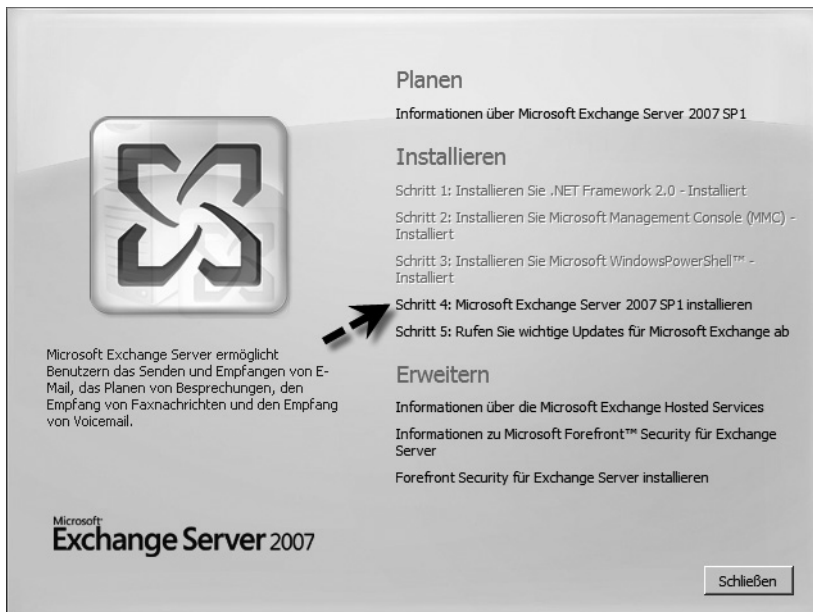 Planen
Informationen über Microsoft Exchange Server 2007 SP1
Installieren
Schritt 1: Installieren Sie .NET Framework 2.0 - Installiert
Schritt 2: Installieren Sie Microsoft Management Console (MMC) -
Installiert
Schritt 3: Installieren Sie Microsoft WindowsPowerShell™ -
Installiert
Schritt 4: Microsoft Exchange Server 2007 SP1 installieren
Schritt 5: Rufen Sie wichtige Updates für Microsoft Exchange ab
Erweitern
Informationen über die Microsoft Exchange Hosted Services
Informationen zu Microsoft Forefront™ Security für Exchange
Server
Forefront Security für Exchange Server installieren
Microsoft Exchange Server ermöglicht
Benutzern das Senden und Empfangen von E-
Mail, das Planen von Besprechungen, den
Empfang von Faxnachrichten und den Empfang
von Voicemail.
Microsoft
Exchange Server 2007
Schließen